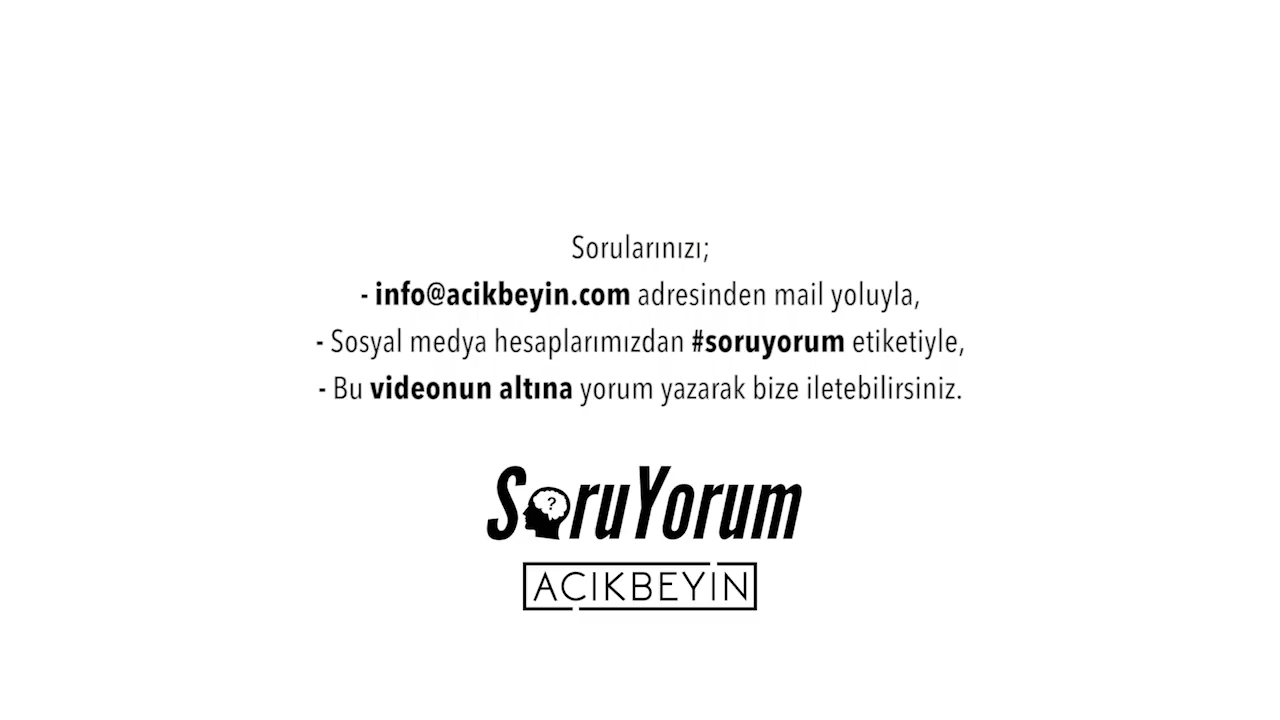 Sorularınızı;
- info@acikbeyin.com adresinden mail yoluyla,
- Sosyal medya hesaplarımızdan #soruyorum etiketiyle,
- Bu videonun altına yorum yazarak bize iletebilirsiniz.
SoruYorum
AÇIKBEYİN